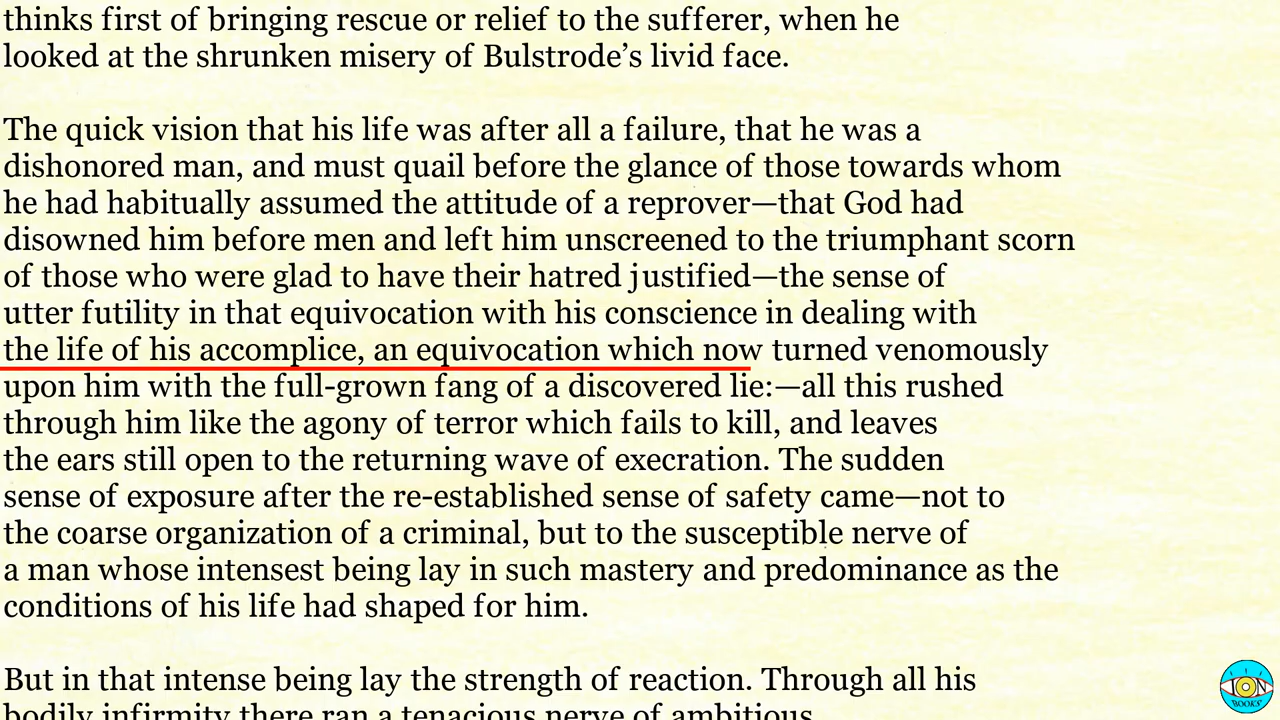 thinks first of bringing rescue or relief to the sufferer, when he
looked at the shrunken misery of Bulstrode’s livid face.
The quick vision that his life was after all a failure, that he was a
dishonored man, and must quail before the glance of those towards whom
he had habitually assumed the attitude of a reprover—that God had
disowned him before men and left him unscreened to the triumphant scorn
of those who were glad to have their hatred justified—the sense of
utter futility in that equivocation with his conscience in dealing with
the life of his accomplice, an equivocation which now turned venomously
upon him with the full-grown fang of a discovered lie:—all this rushed
through him like the agony of terror which fails to kill, and leaves
the ears still open to the returning wave of execration. The sudden
sense of exposure after the re-established sense of safety came—not to
the coarse organization of a criminal, but to the susceptible nerve of
a man whose intensest being lay in such mastery and predominance as the
conditions of his life had shaped for him.
But in that intense being lay the strength of reaction. Through all his
bodily infirmity there ran a tenacious nerve of ambitious
ION
BOOKS